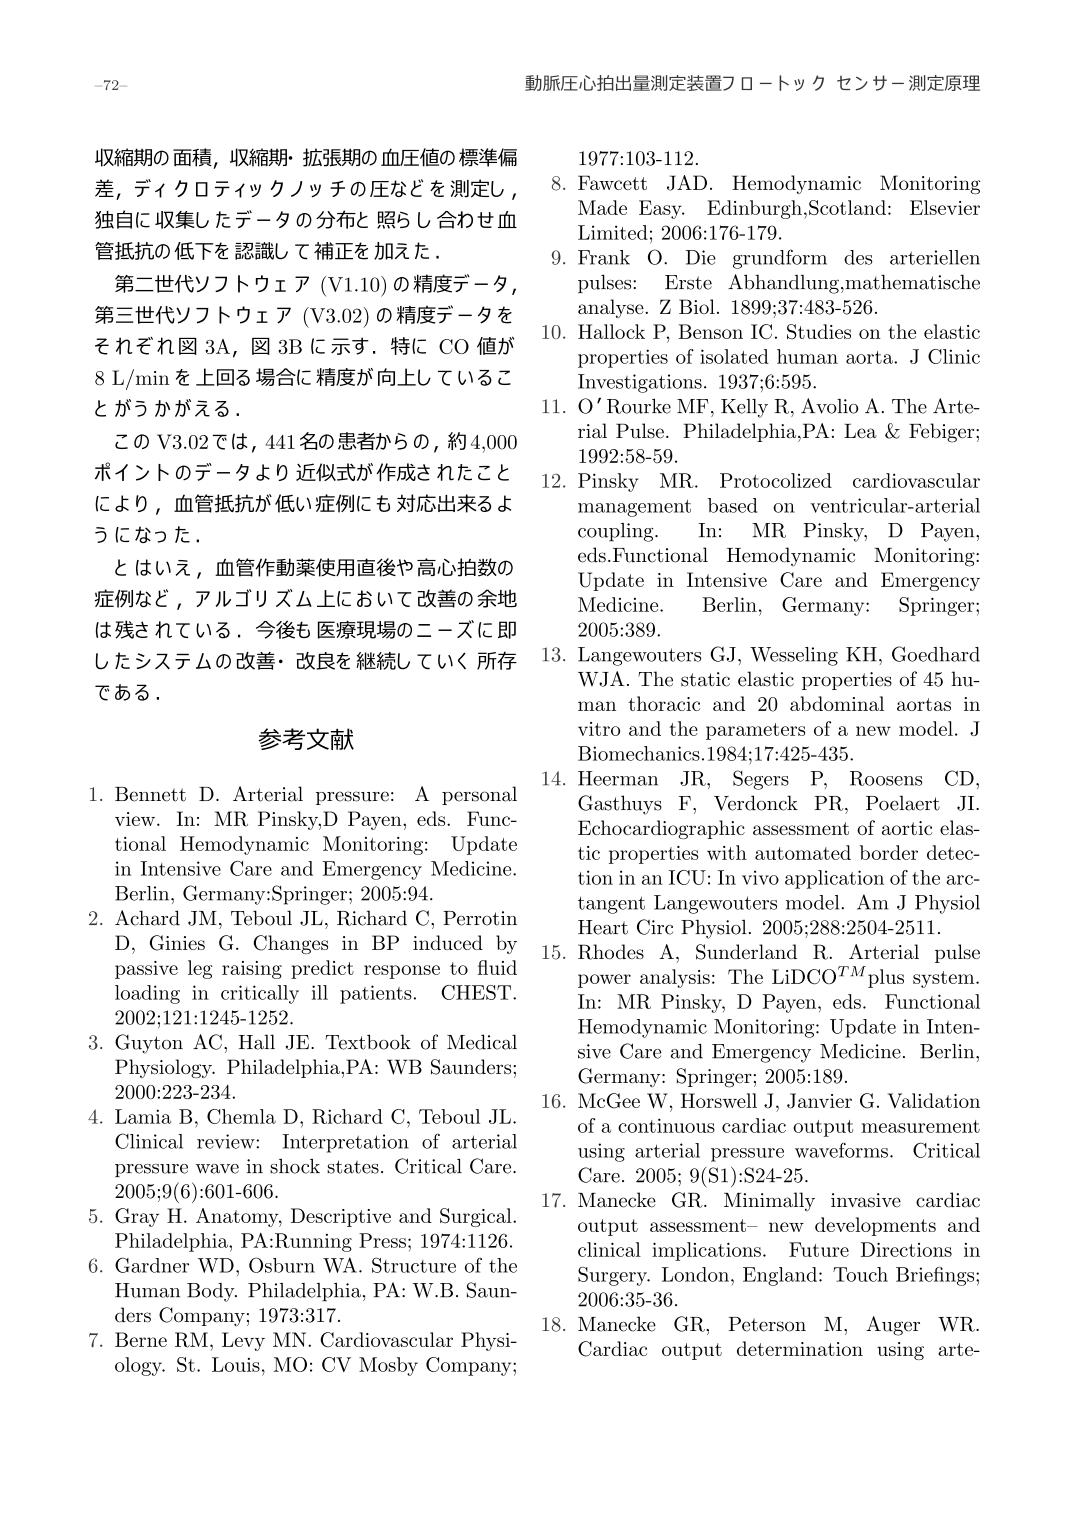 –72–
動脈圧心拍出量測定装置フロートック センサー測定原理
収縮期の面積，収縮期・拡張期の血圧値の標準偏
差，ディクロティックノッチの圧などを測定し，
独自に収集したデータの分布と照らし合わせ血
管抵抗の低下を認識して補正を加えた．
第二世代ソフトウェア (V1.10) の精度データ，
第三世代ソフトウェア (V3.02) の精度データを
それぞれ図 3A，図 3B に示す．特に CO 値が
8 L/min を上回る場合に精度が向上しているこ
とがうかがえる．
この V3.02では，441名の患者からの，約4,000
ポイントのデータより近似式が作成されたこと
により，血管抵抗が低い症例にも対応出来るよ
うになった．
とはいえ，血管作動薬使用直後や高心拍数の
症例など，アルゴリズム上において改善の余地
は残されている．今後も医療現場のニーズに即
したシステムの改善・改良を継続していく所存
である．
参考文献
1. Bennett D. Arterial pressure: A personal
view. In: MR Pinsky,D Payen, eds. Func-
tional Hemodynamic Monitoring: Update
in Intensive Care and Emergency Medicine.
Berlin, Germany:Springer; 2005:94.
2. Achard JM, Teboul JL, Richard C, Perrotin
D, Ginies G. Changes in BP induced by
passive leg raising predict response to fluid
loading in critically ill patients. CHEST.
2002;121:1245-1252.
3. Guyton AC, Hall JE. Textbook of Medical
Physiology. Philadelphia,PA: WB Saunders;
2000:223-234.
4. Lamia B, Chemla D, Richard C, Teboul JL.
Clinical review: Interpretation of arterial
pressure wave in shock states. Critical Care.
2005;9(6):601-606.
5. Gray H. Anatomy, Descriptive and Surgical.
Philadelphia, PA:Running Press; 1974:1126.
6. Gardner WD, Osburn WA. Structure of the
Human Body. Philadelphia, PA: W.B. Saun-
ders Company; 1973:317.
7. Berne RM, Levy MN. Cardiovascular Physi-
ology. St. Louis, MO: CV Mosby Company;
1977:103-112.
8. Fawcett JAD. Hemodynamic Monitoring
Made Easy. Edinburgh,Scotland: Elsevier
Limited; 2006:176-179.
9. Frank O. Die grundform des arteriellen
pulses: Erste Abhandlung,mathematische
analyse. Z Biol. 1899;37:483-526.
10. Hallock P, Benson IC. Studies on the elastic
properties of isolated human aorta. J Clinic
Investigations. 1937;6:595.
11. O′Rourke MF, Kelly R, Avolio A. The Arte-
rial Pulse. Philadelphia,PA: Lea & Febiger;
1992:58-59.
12. Pinsky MR. Protocolized cardiovascular
management based on ventricular-arterial
coupling. In: MR Pinsky, D Payen,
eds.Functional Hemodynamic Monitoring:
Update in Intensive Care and Emergency
Medicine. Berlin, Germany: Springer;
2005:389.
13. Langewouters GJ, Wesseling KH, Goedhard
WJA. The static elastic properties of 45 hu-
man thoracic and 20 abdominal aortas in
vitro and the parameters of a new model. J
Biomechanics.1984;17:425-435.
14. Heerman JR, Segers P, Roosens CD,
Gasthuys F, Verdonck PR, Poelaert JI.
Echocardiographic assessment of aortic elas-
tic properties with automated border detec-
tion in an ICU: In vivo application of the arc-
tangent Langewouters model. Am J Physiol
Heart Circ Physiol. 2005;288:2504-2511.
15. Rhodes A, Sunderland R. Arterial pulse
power analysis: The LiDCO™plus system.
In: MR Pinsky, D Payen, eds. Functional
Hemodynamic Monitoring: Update in Inten-
sive Care and Emergency Medicine. Berlin,
Germany: Springer; 2005:189.
16. McGee W, Horswell J, Janvier G. Validation
of a continuous cardiac output measurement
using arterial pressure waveforms. Critical
Care. 2005; 9(S1):S24-25.
17. Manecke GR. Minimally invasive cardiac
output assessment– new developments and
clinical implications. Future Directions in
Surgery. London, England: Touch Briefings;
2006:35-36.
18. Manecke GR, Peterson M, Auger WR.
Cardiac output determination using arte-